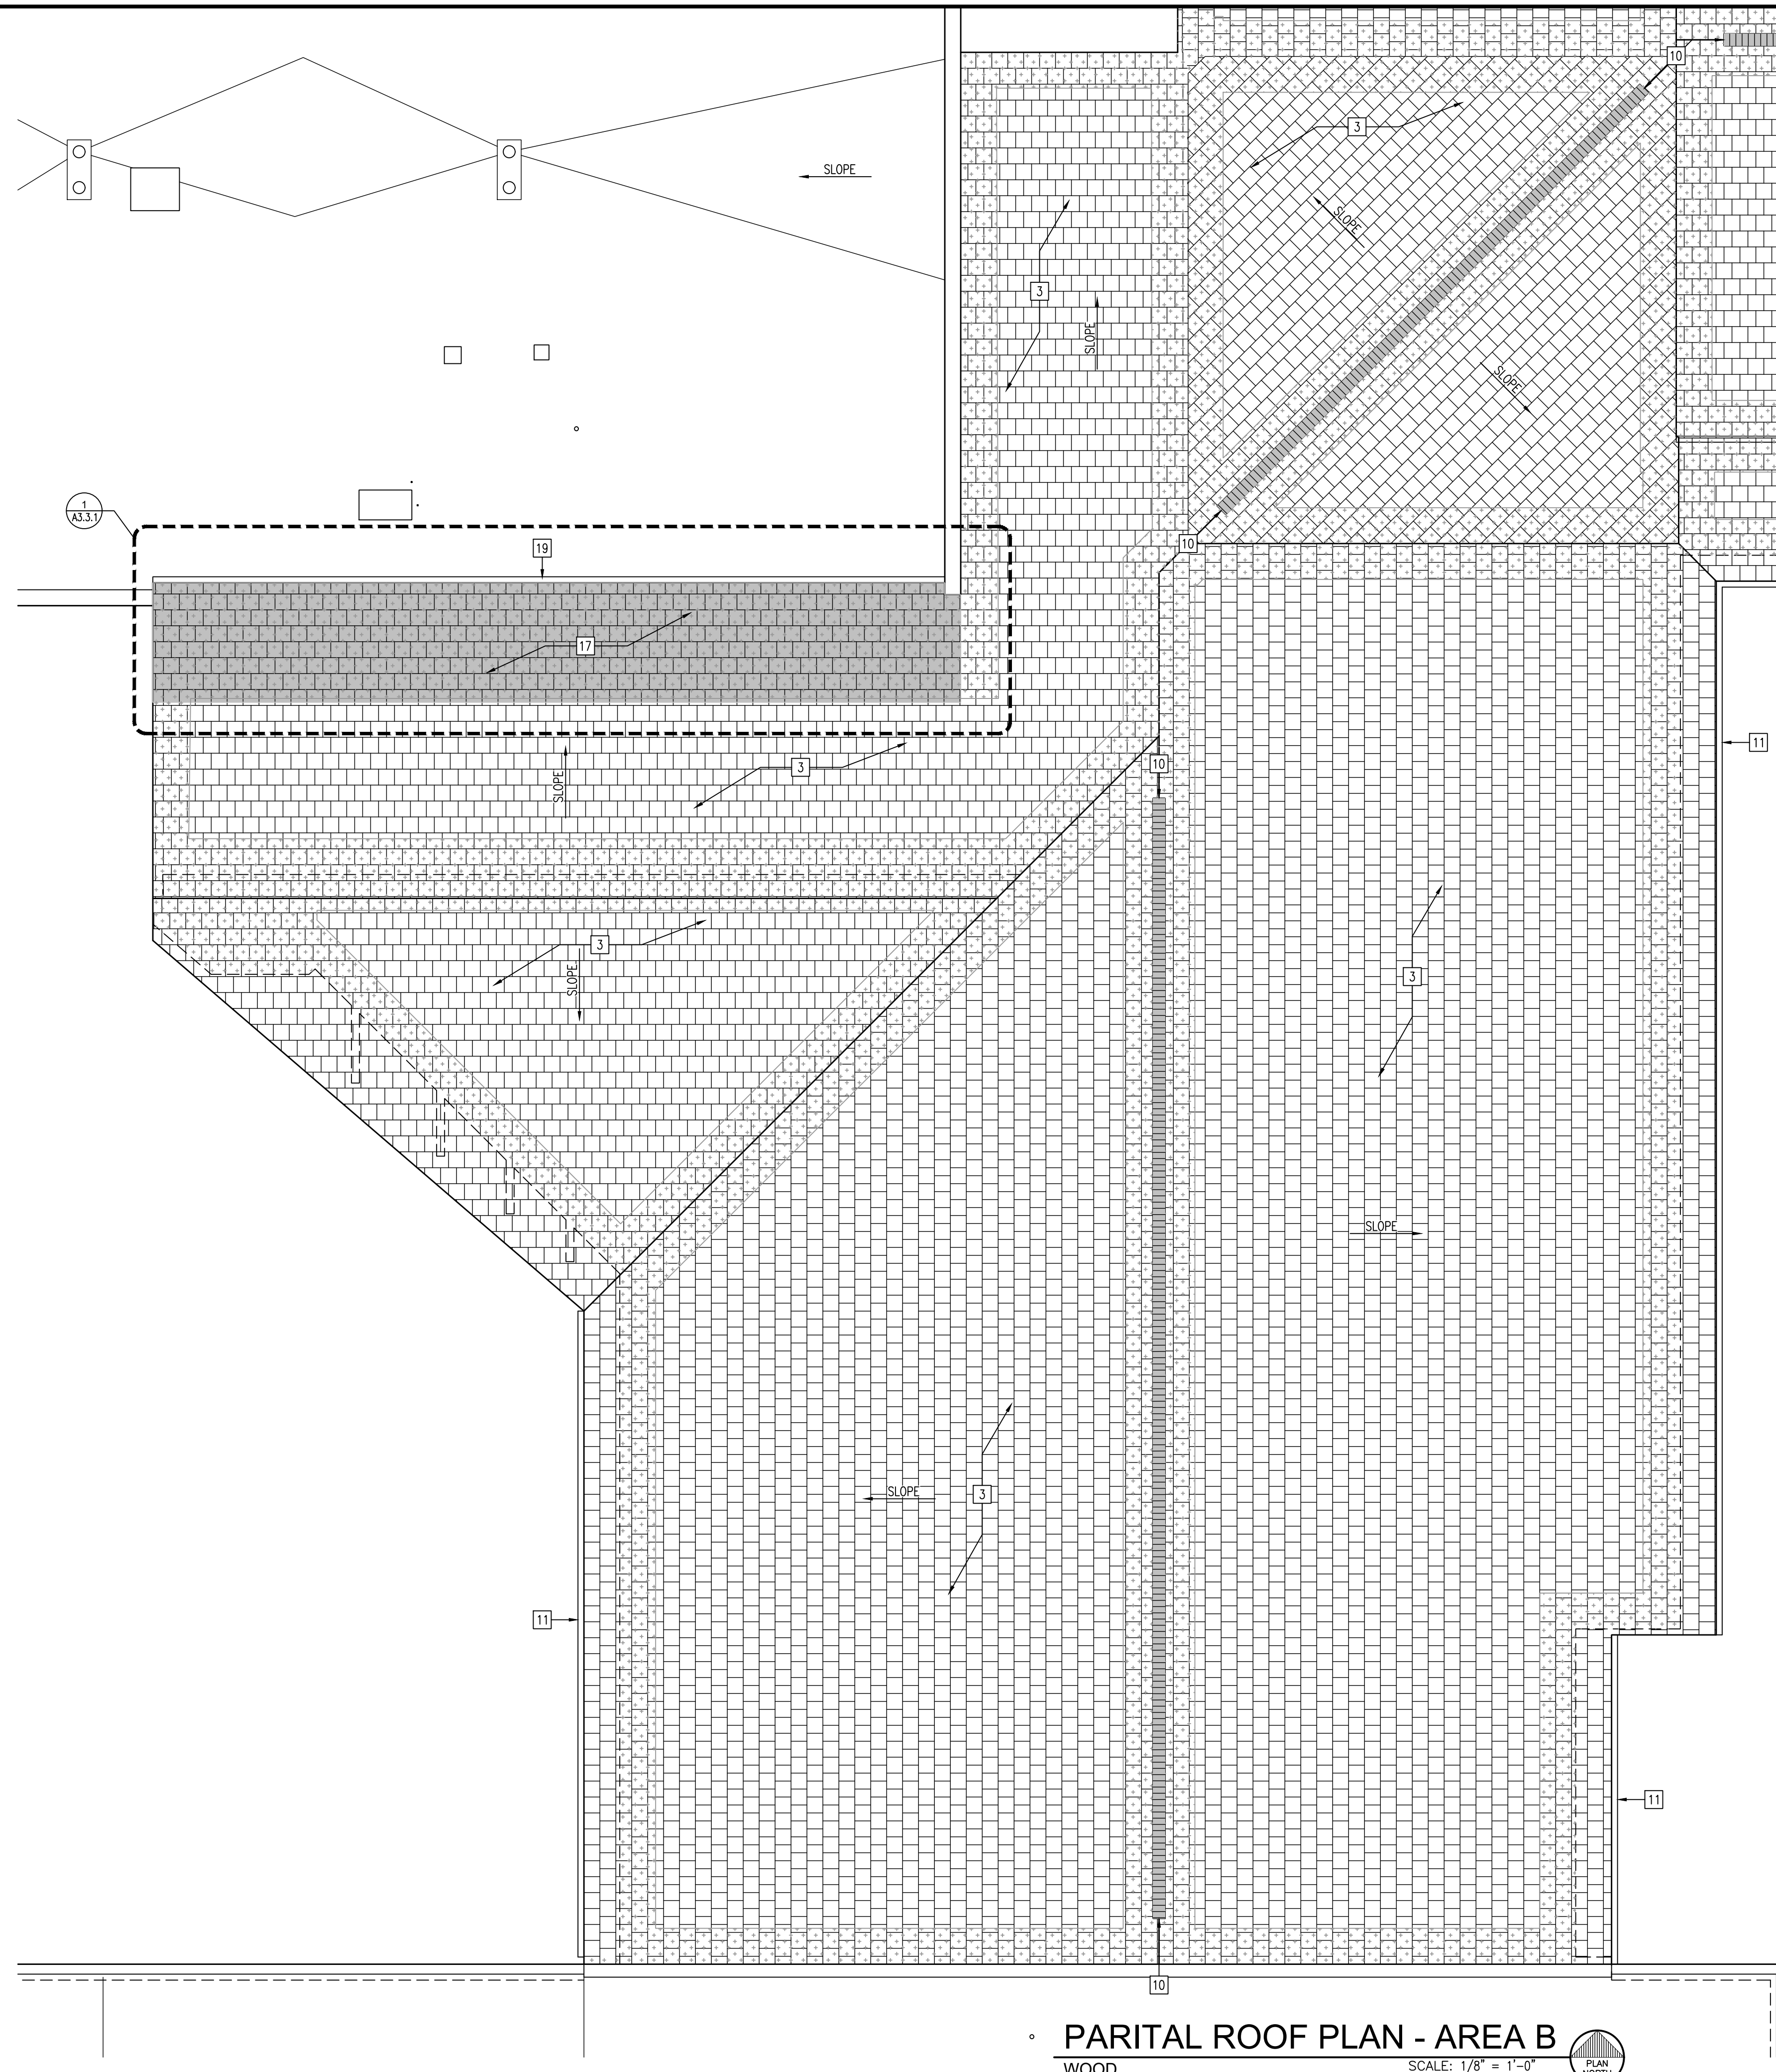 10
3
SLOPE
SLOPE
3
SLOPE
SLOPE
1
A3.3.1
19
10
17
11
3
10
SLOPE
3
SLOPE
3
SLOPE
SLOPE
3
11
11
10
PARITAL ROOF PLAN - AREA B
WOOD
SCALE: 1/8" = 1'-0"
PLAN
NORTH